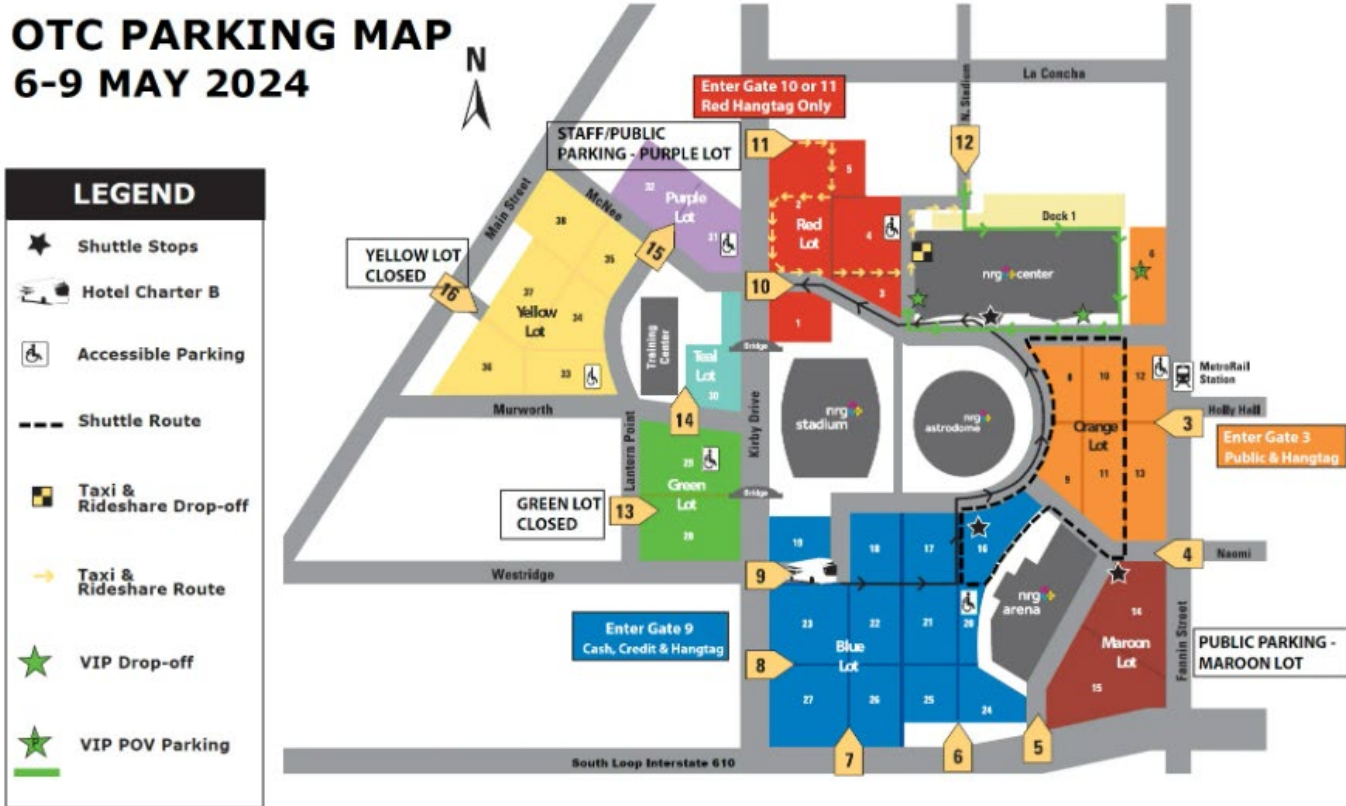 OTC PARKING MAP
6-9 MAY 2024
N
LEGEND
Shuttle Stops
Hotel Charter B
Accessible Parking
Shuttle Route
Taxi &
Rideshare Drop-off
Taxi &
Rideshare Route
VIP Drop-off
P
VIP POV Parking
La Concha
N. Stadium
Enter Gate 10 or 11
Red Hangtag Only
STAFF/PUBLIC
PARKING - PURPLE LOT
11
12
5
32
Purple
Lot
31
Main Street
McNee
38
2
Red
Lot
4
3
1
Dock 1
nrg center
6
P
YELLOW LOT
CLOSED
16
15
35
37
Yellow
Lot
34
36
33
10
Training
Center
Teal
Lot
30
Bridge
nrg
stadium
nrg
astrodome
8
10
12
MetroRail
Station
Holly Hall
3
Orange
Lot
Enter Gate 3
Public & Hangtag
9
11
13
Murworth
14
Kirby Drive
Lantern Point
29
Green
Lot
28
GREEN LOT
CLOSED
13
Bridge
19
18
17
16
4
Naomi
Westridge
9
nrg
arena
14
Maroon
Lot
15
Fannin Street
PUBLIC PARKING -
MAROON LOT
Enter Gate 9
Cash, Credit & Hangtag
23
22
21
20
Blue
Lot
8
27
26
25
24
7
6
5
South Loop Interstate 610